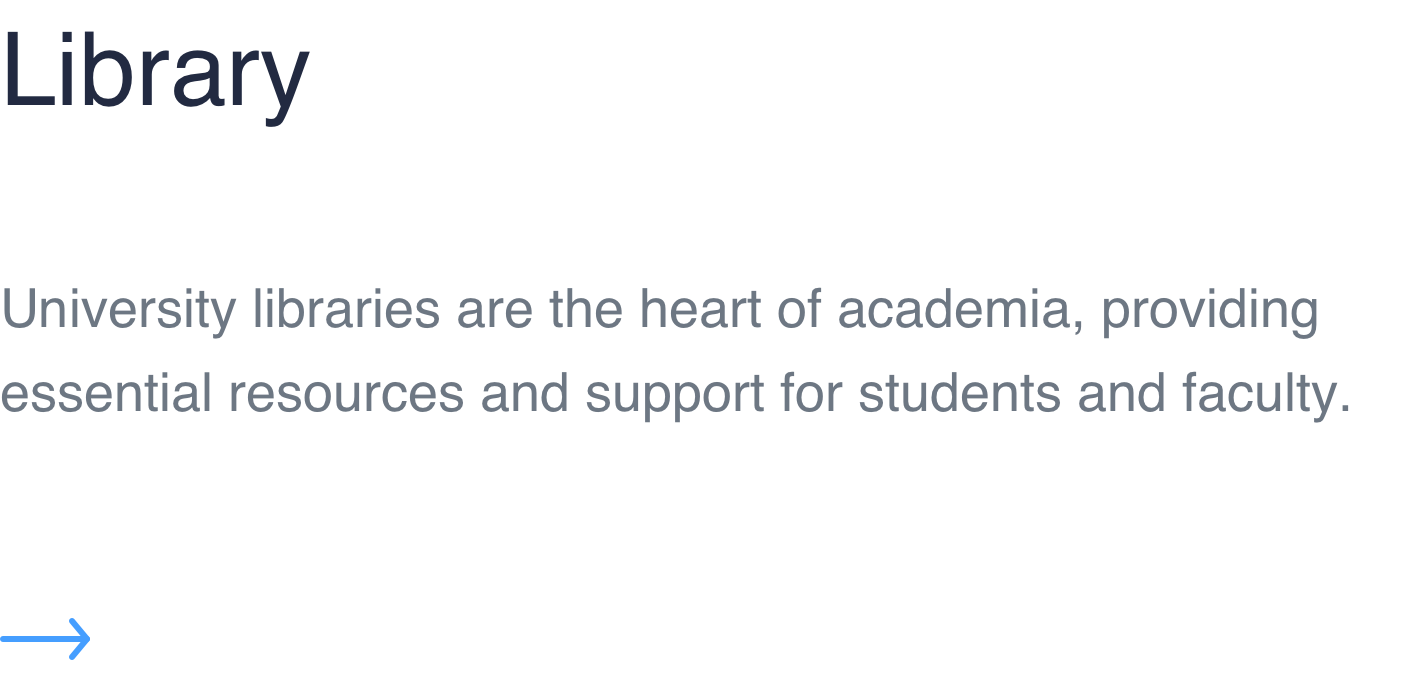 Library
University libraries are the heart of academia, providing
essential resources and support for students and faculty.